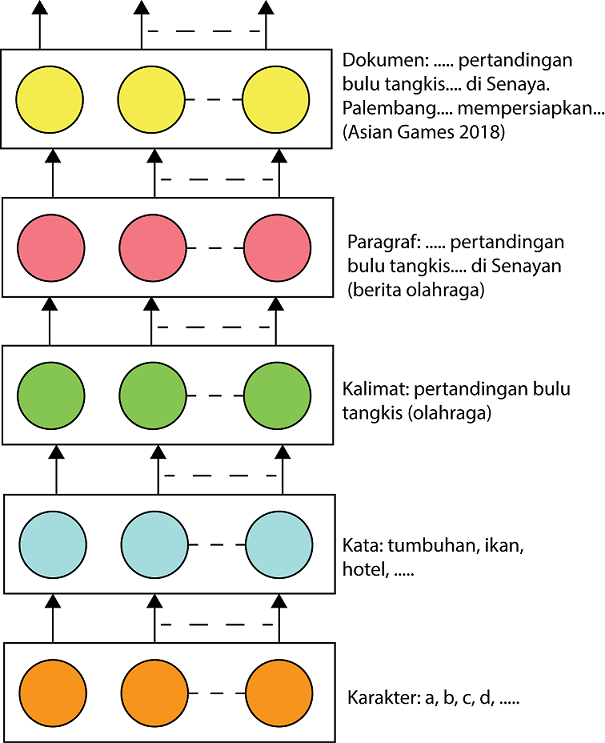 Dokumen: ..... pertandingan
bulu tangkis.... di Senaya.
Palembang.... mempersiapkan...
(Asian Games 2018)
Paragraf: ..... pertandingan
bulu tangkis.... di Senayan
(berita olahraga)
Kalimat: pertandingan bulu
tangkis (olahraga)
Kata: tumbuhan, ikan,
hotel, .....
Karakter: a, b, c, d, .....